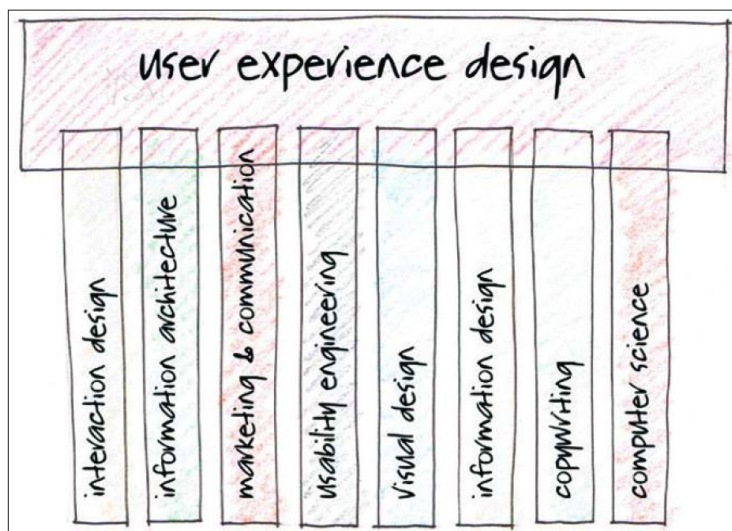 user experience design
interaction design
information architecture
marketing & communication
usability engineering
visual design
information design
copywriting
computer science